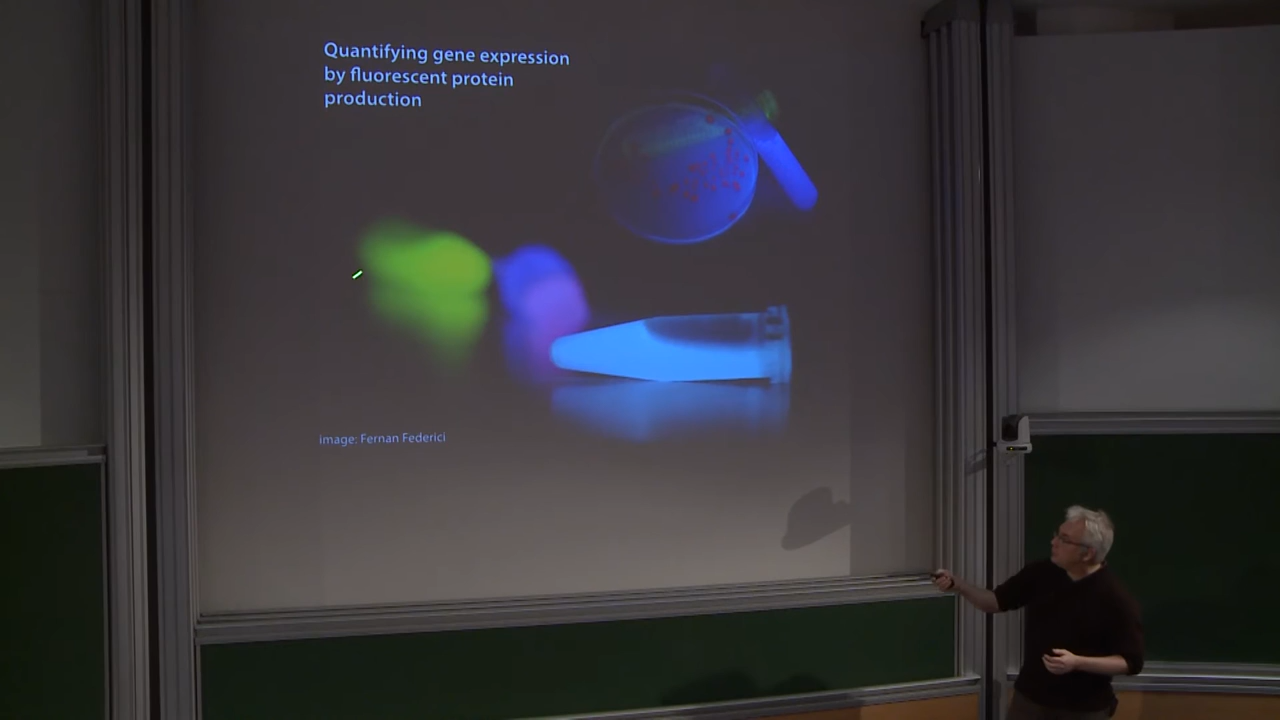 Quantifying gene expression
by fluorescent protein
production
image: Fernan Federici